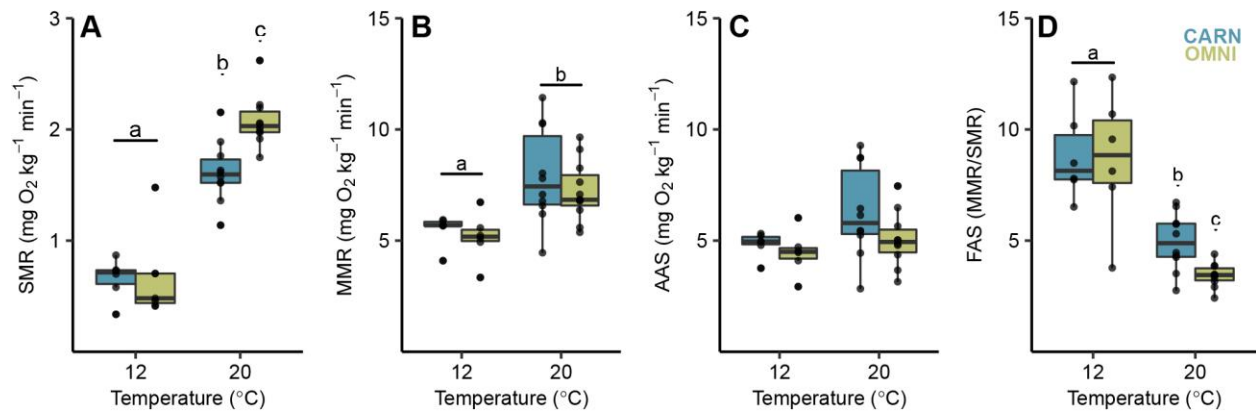 A
SMR (mg O₂ kg⁻¹ min⁻¹)
3
2
1
a
b
c
12
20
Temperature (°C)
B
MMR (mg O₂ kg⁻¹ min⁻¹)
15
10
5
a
b
12
20
Temperature (°C)
C
AAS (mg O₂ kg⁻¹ min⁻¹)
15
10
5
12
20
Temperature (°C)
D
CARN
OMNI
FAS (MMR/SMR)
15
10
5
a
b
c
12
20
Temperature (°C)